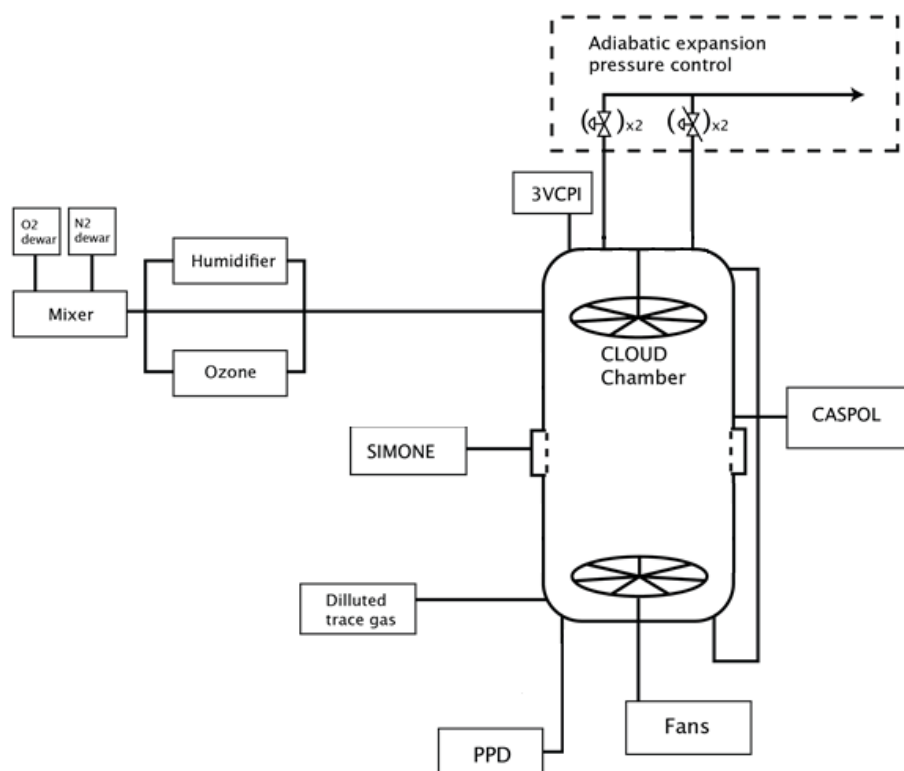 Adiabatic expansion
pressure control
( )x2
( )x2
3VCPI
O2
dewar
N2
dewar
Humidifier
Mixer
Ozone
CLOUD
Chamber
CASPOL
SIMONE
Dilluted
trace gas
Fans
PPD